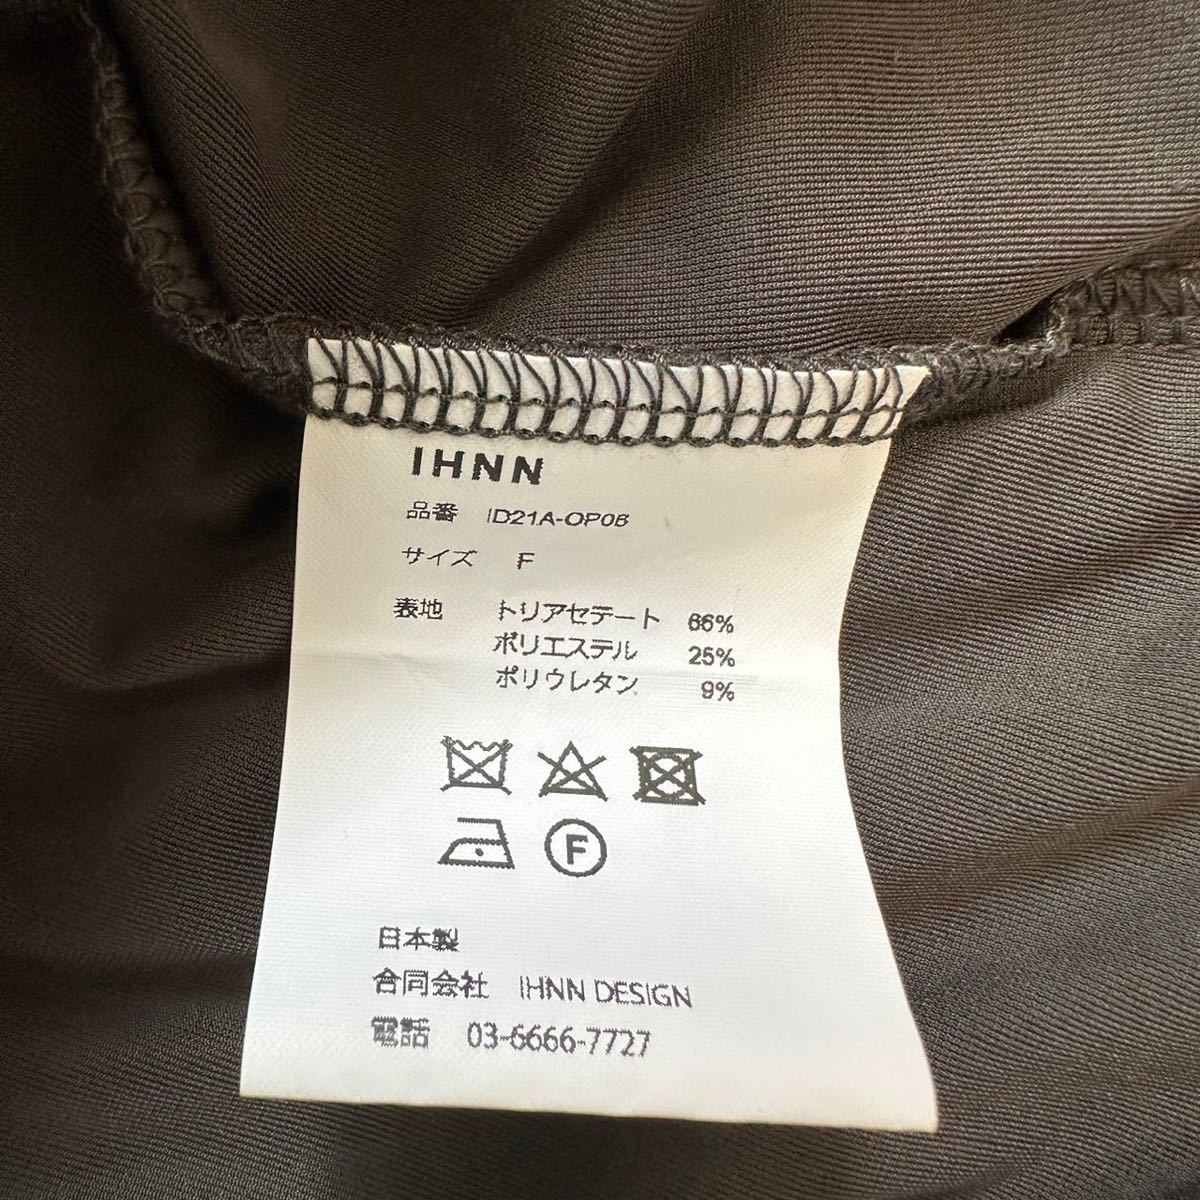 IHNN
品番 ID21A-OP06
サイズ F
表地 トリアセテート 66%
ポリエステル 25%
ポリウレタン 9%
F
日本製
合同会社 IHNN DESIGN
電話 03-6666-7727